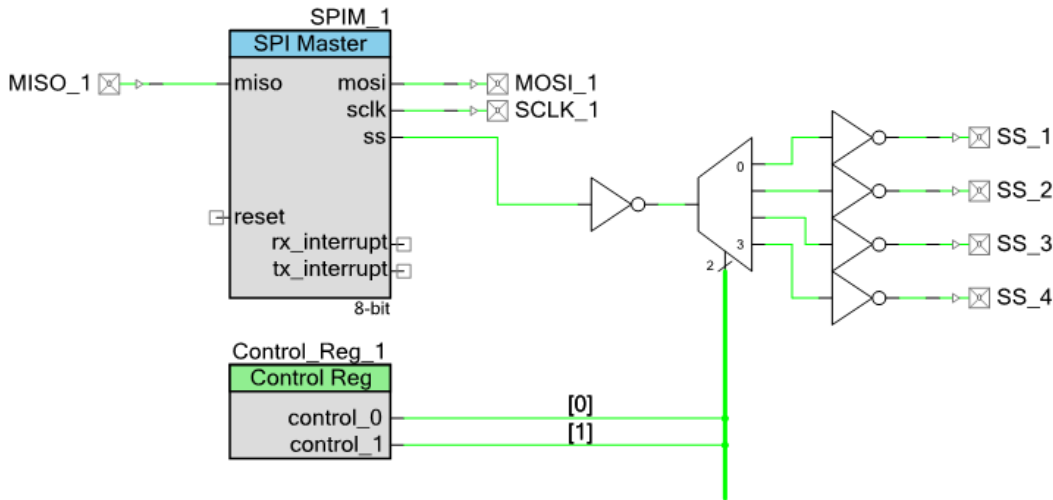 SPIM_1
SPI Master
MISO_1
miso
mosi
MOSI_1
sclk
SCLK_1
ss
reset
rx_interrupt
tx_interrupt
8-bit
0
3
2
SS_1
SS_2
SS_3
SS_4
Control_Reg_1
Control Reg
control_0
[0]
control_1
[1]